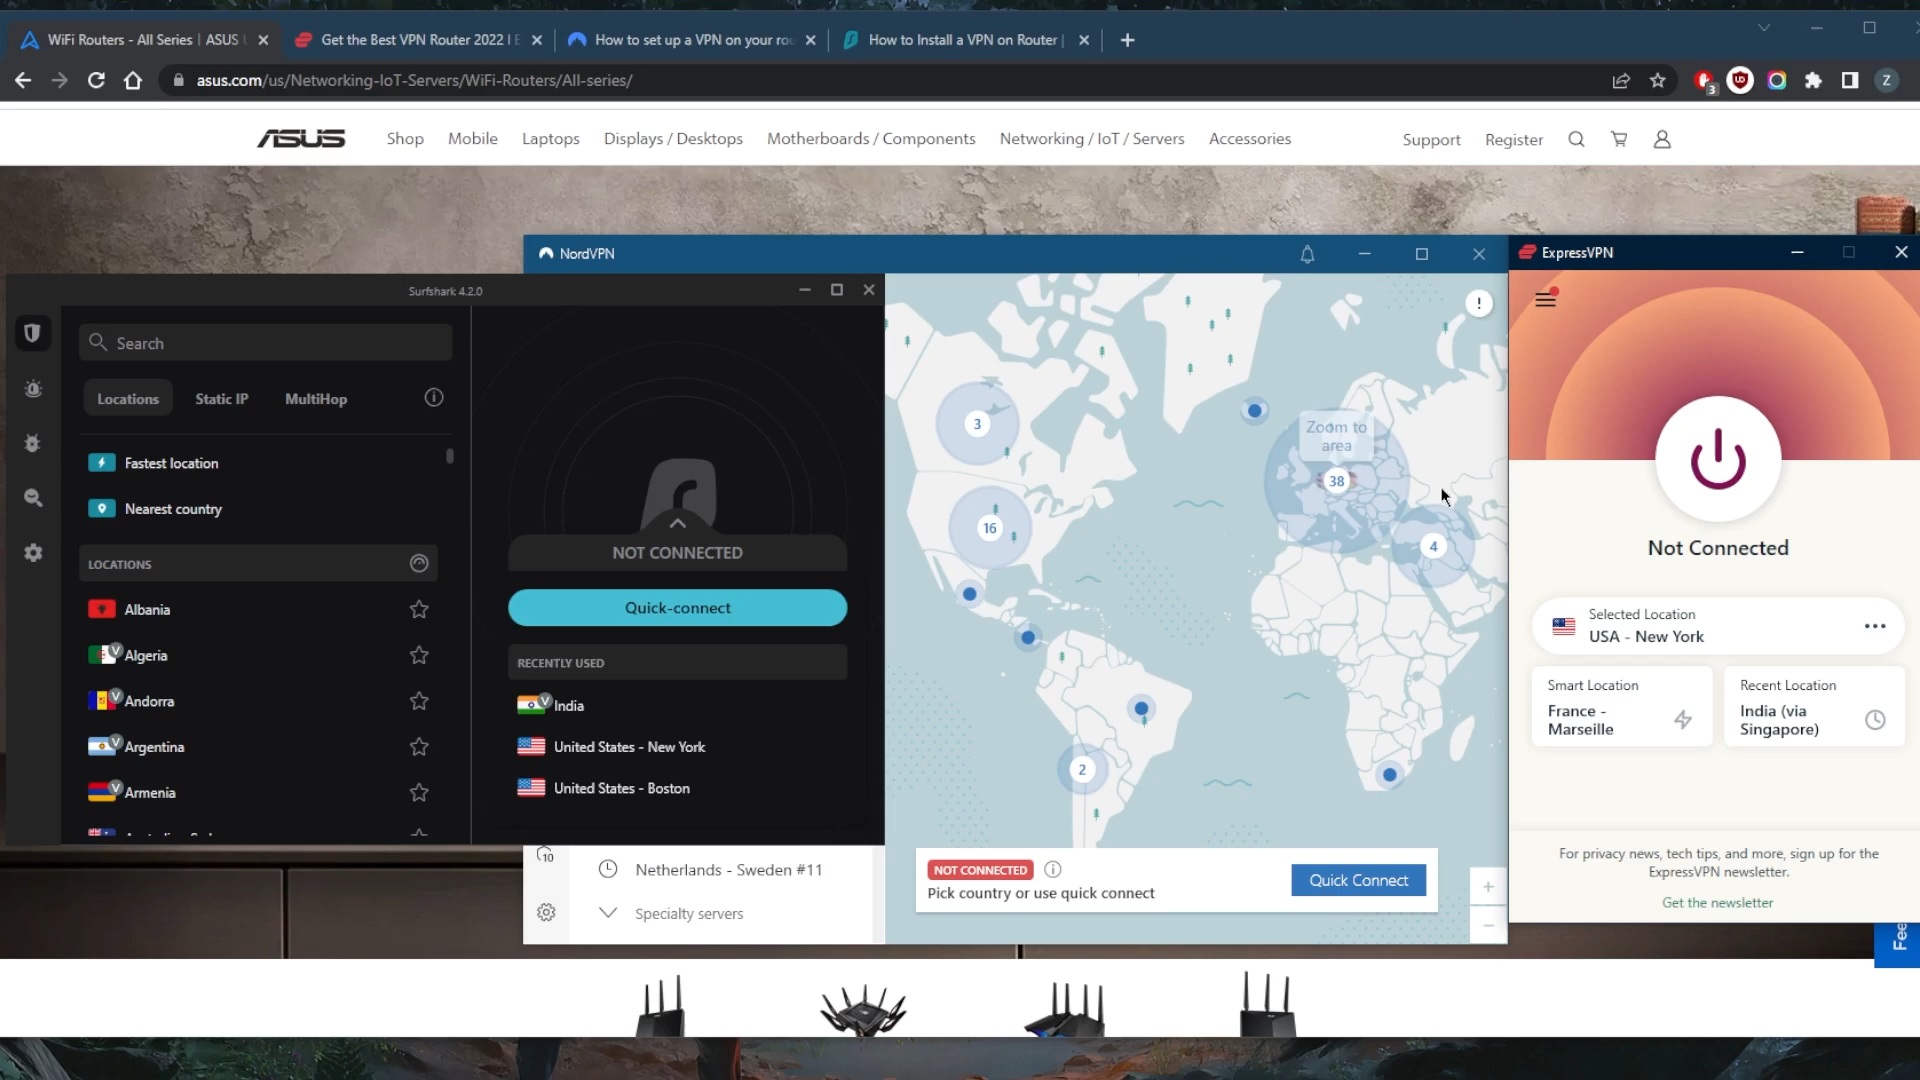 WiFi Routers - All Series | ASUS U
Get the Best VPN Router 2022 | E
How to set up a VPN on your rou
How to Install a VPN on Router |
asus.com/us/Networking-IoT-Servers/WiFi-Routers/All-series/
3
Z
ASUS
Shop
Mobile
Laptops
Displays / Desktops
Motherboards / Components
Networking / IoT / Servers
Accessories
Support
Register
Surfshark 4.2.0
Search
Locations
Static IP
MultiHop
Fastest location
Nearest country
LOCATIONS
Albania
Algeria
Andorra
Argentina
Armenia
NOT CONNECTED
Quick-connect
RECENTLY USED
India
United States - New York
United States - Boston
NordVPN
3
16
Zoom to
area
38
4
2
10
Netherlands - Sweden #11
Specialty servers
NOT CONNECTED
Pick country or use quick connect
Quick Connect
ExpressVPN
Not Connected
Selected Location
USA - New York
Smart Location
France -
Marseille
Recent Location
India (via
Singapore)
For privacy news, tech tips, and more, sign up for the
ExpressVPN newsletter.
Get the newsletter
Fee